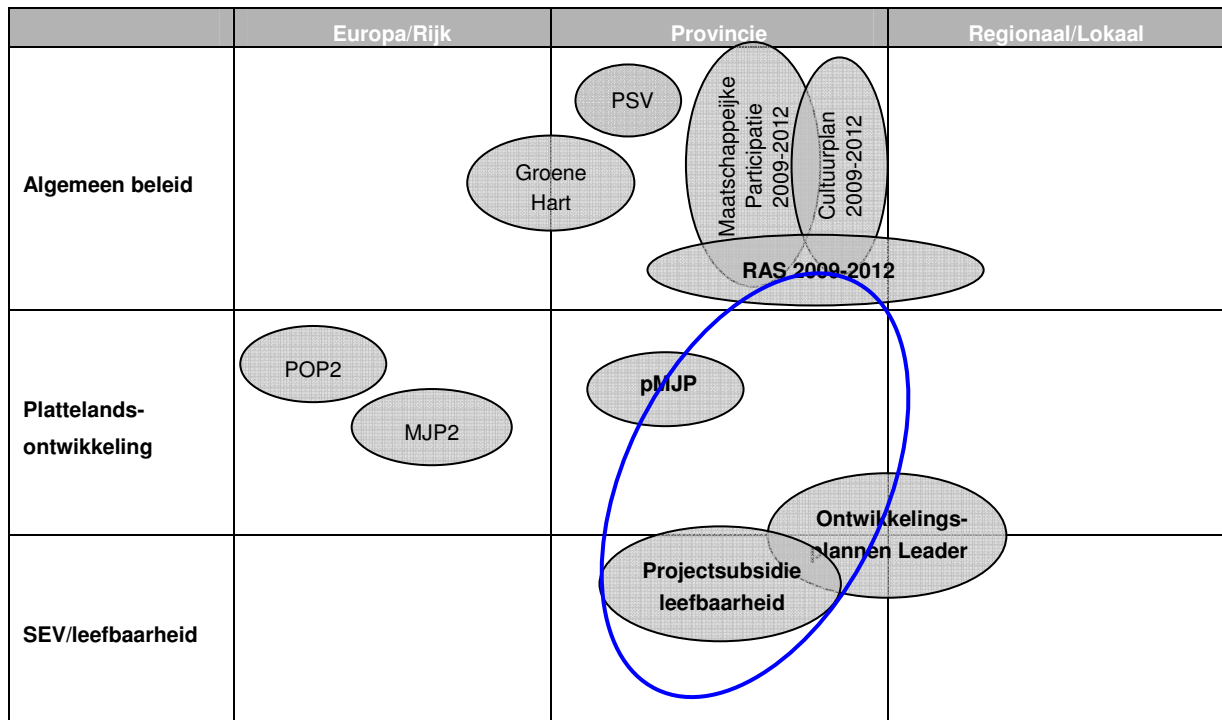 Europa/Rijk
Provincie
Regionaal/Lokaal
Algemeen beleid
PSV
Groene
Hart
Maatschappeijke
Participatie
2009-2012
Cultuurplan
2009-2012
RAS 2009-2012
Plattelands-
ontwikkeling
POP2
MJP2
pMJP
Ontwikkelings-
plannen Leader
SEV/leefbaarheid
Projectsubsidie
leefbaarheid